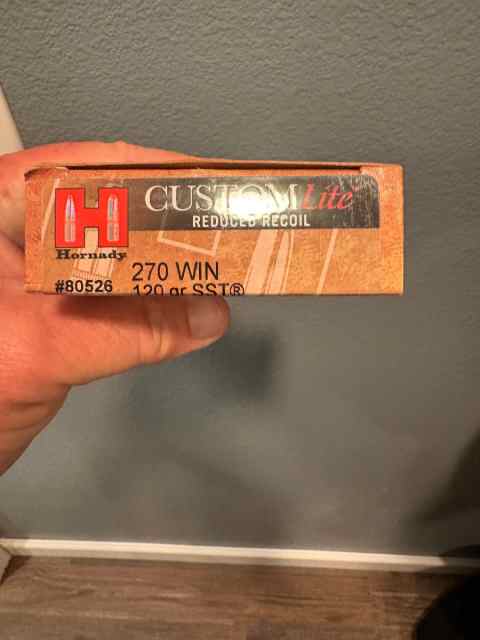 CUSTOM Lite
REDUCED RECOIL
H
Hornady
#80526
270 WIN
120 gr SST®